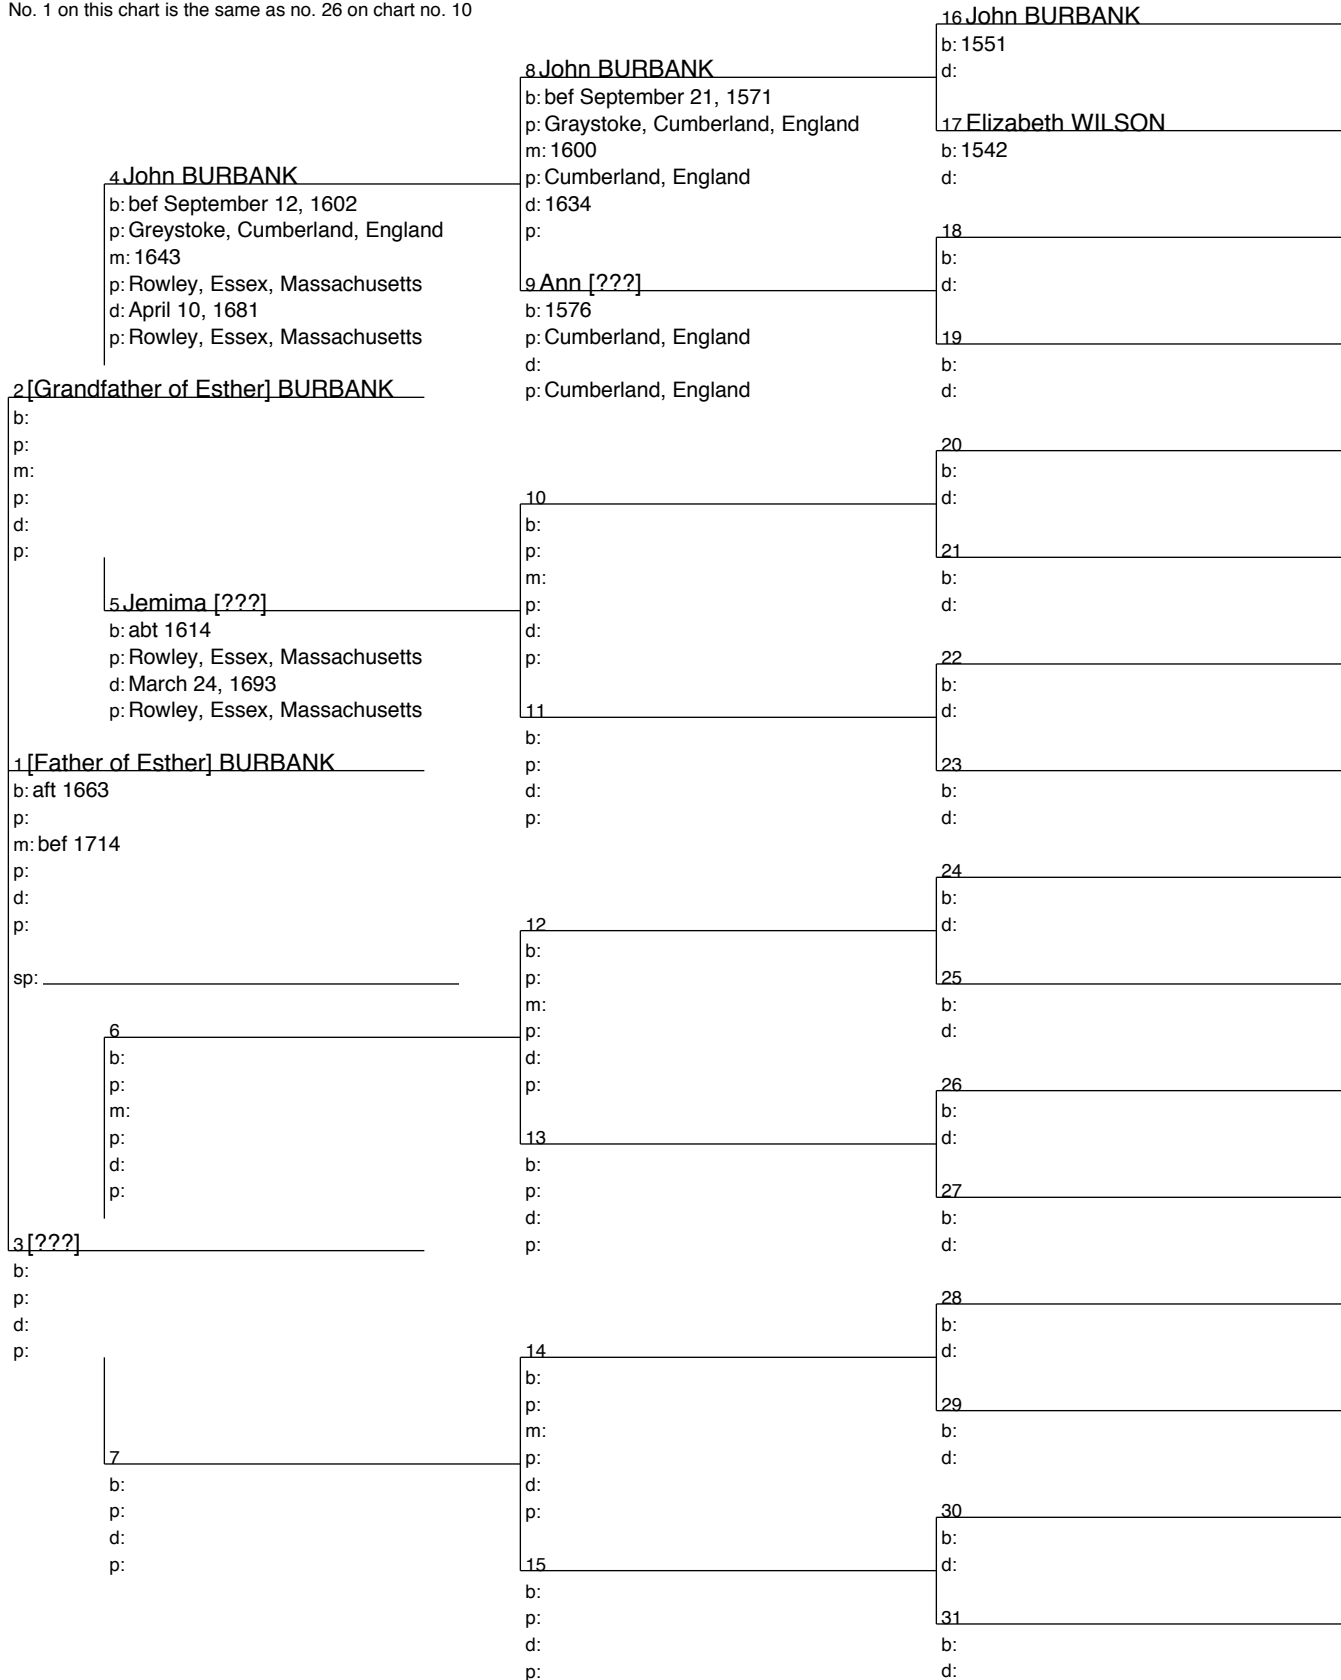 No. 1 on this chart is the same as no. 26 on chart no. 10
2 [Grandfather of Esther] BURBANK
b:
p:
m:
p:
d:
p:
1 [Father of Esther] BURBANK
b: aft 1663
p:
m: bef 1714
p:
d:
p:
sp:
3 [???]
b:
p:
d:
p:
4 John BURBANK
b: bef September 12, 1602
p: Greystoke, Cumberland, England
m: 1643
p: Rowley, Essex, Massachusetts
d: April 10, 1681
p: Rowley, Essex, Massachusetts
5 Jemima [???]
b: abt 1614
p: Rowley, Essex, Massachusetts
d: March 24, 1693
p: Rowley, Essex, Massachusetts
6
b:
p:
m:
p:
d:
p:
7
b:
p:
d:
p:
8 John BURBANK
b: bef September 21, 1571
p: Graystoke, Cumberland, England
m: 1600
p: Cumberland, England
d: 1634
p:
9 Ann [???]
b: 1576
p: Cumberland, England
d:
p: Cumberland, England
10
b:
p:
m:
p:
d:
p:
11
b:
p:
d:
p:
12
b:
p:
m:
p:
d:
p:
13
b:
p:
d:
p:
14
b:
p:
m:
p:
d:
p:
15
b:
p:
d:
p:
16 John BURBANK
b: 1551
d:
17 Elizabeth WILSON
b: 1542
d:
18
b:
d:
19
b:
d:
20
b:
d:
21
b:
d:
22
b:
d:
23
b:
d:
24
b:
d:
25
b:
d:
26
b:
d:
27
b:
d:
28
b:
d:
29
b:
d:
30
b:
d:
31
b:
d: